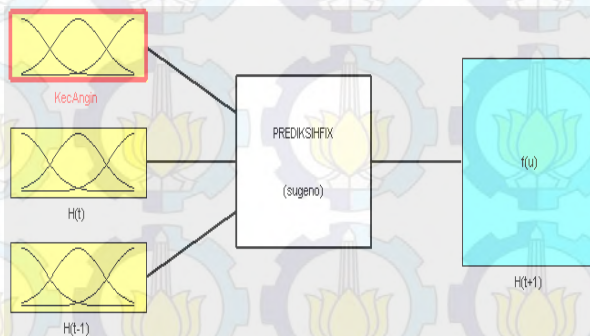 KecAngin
H(t)
H(t-1)
PREDIKSIHFIX
(sugeno)
f(u)
H(t+1)